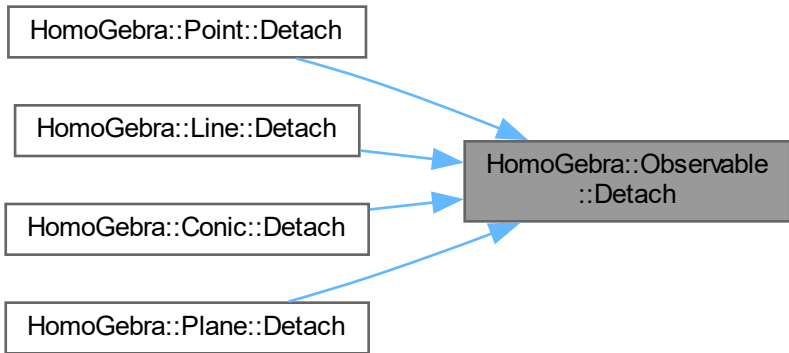 HomoGebra::Point::Detach
HomoGebra::Line::Detach
HomoGebra::Observable
::Detach
HomoGebra::Conic::Detach
HomoGebra::Plane::Detach